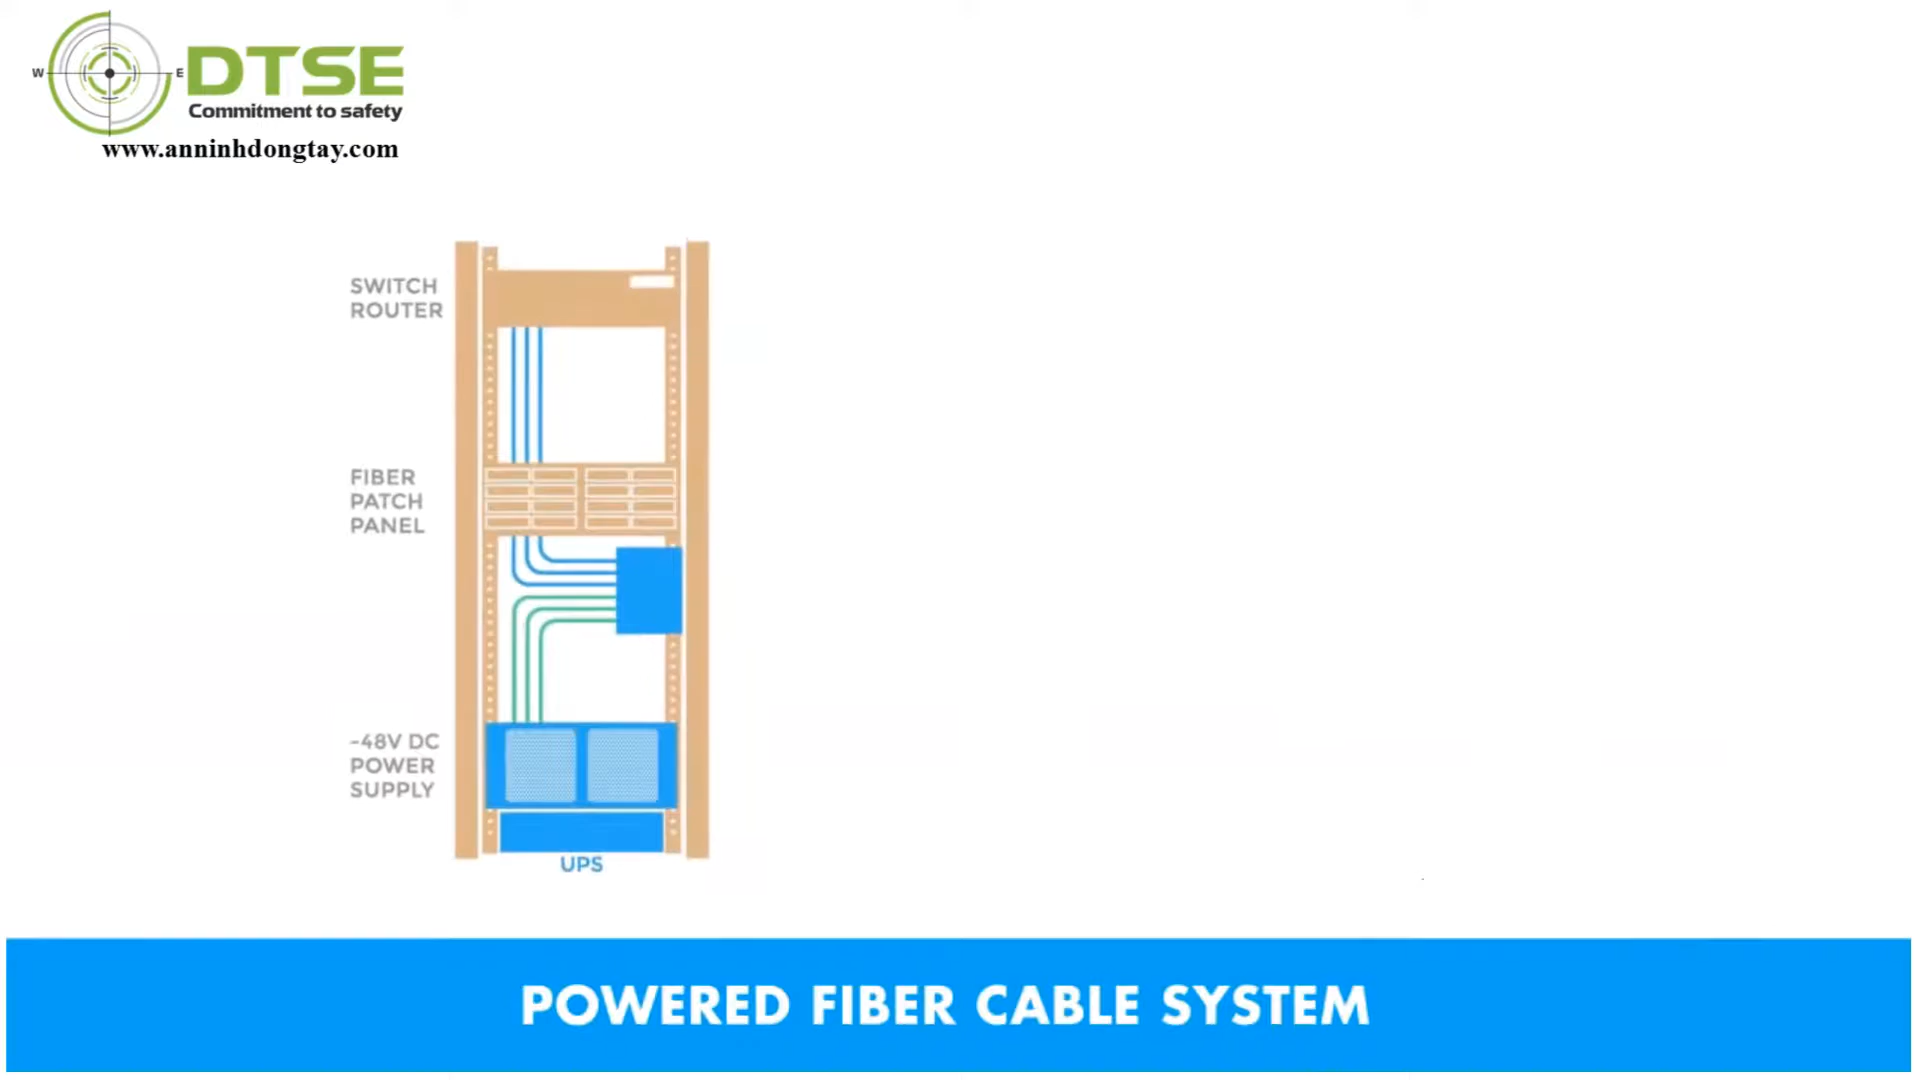 W E
DTSE
Commitment to safety
www.anninhdongtay.com
SWITCH
ROUTER
FIBER
PATCH
PANEL
-48V DC
POWER
SUPPLY
UPS
POWERED FIBER CABLE SYSTEM